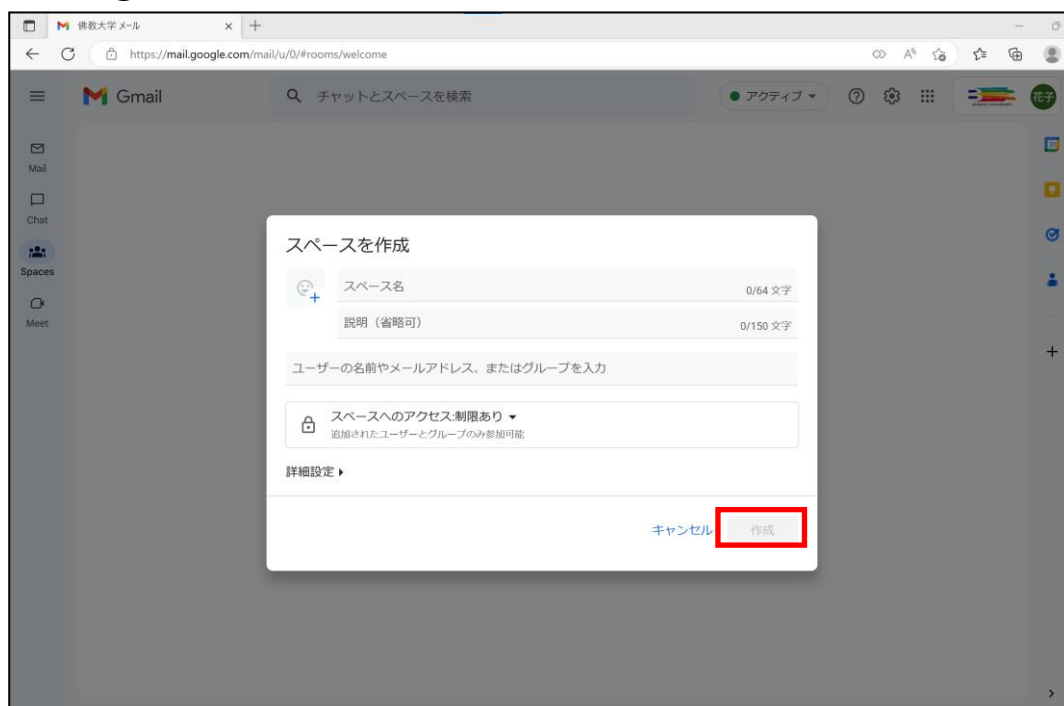 佛教大学 メール
https://mail.google.com/mail/u/0/#rooms/welcome
Gmail
チャットとスペースを検索
アクティブ
花子
Mail
Chat
Spaces
Meet
スペースを作成
スペース名
0/64 文字
説明（省略可）
0/150 文字
ユーザーの名前やメールアドレス、またはグループを入力
スペースへのアクセス:制限あり
追加されたユーザーとグループのみ参加可能
詳細設定
キャンセル
作成